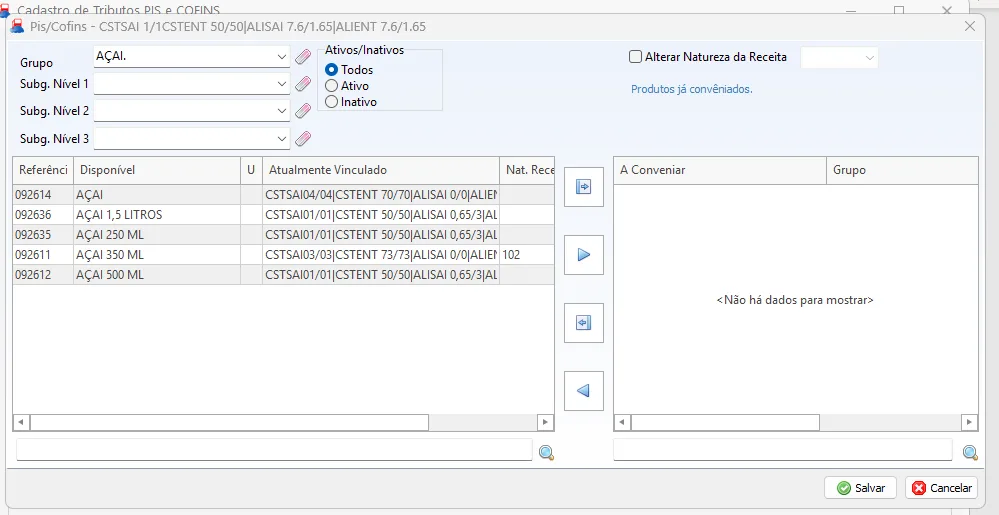 Cadastro de Tributos PIS e COFINS
Pis/Cofins - CSTSAI 1/1CSTENT 50/50|ALISAI 7.6/1.65|ALIENT 7.6/1.65
Grupo AÇAI.
Subg. Nível 1
Subg. Nível 2
Subg. Nível 3
Ativos/Inativos
Todos
Ativo
Inativo
Alterar Natureza da Receita
Produtos já convêniados.
Referênci Disponível U Atualmente Vinculado Nat. Rece
092614 AÇAI CSTSAI04/04|CSTENT 70/70|ALISAI 0/0|ALIEN
092636 AÇAI 1,5 LITROS CSTSAI01/01|CSTENT 50/50|ALISAI 0,65/3|AL
092635 AÇAI 250 ML CSTSAI01/01|CSTENT 50/50|ALISAI 0,65/3|AL
092611 AÇAI 350 ML CSTSAI03/03|CSTENT 73/73|ALISAI 0/0|ALIEN 102
092612 AÇAI 500 ML CSTSAI01/01|CSTENT 50/50|ALISAI 0,65/3|AL
A Conveniar Grupo
<Não há dados para mostrar>
Salvar Cancelar